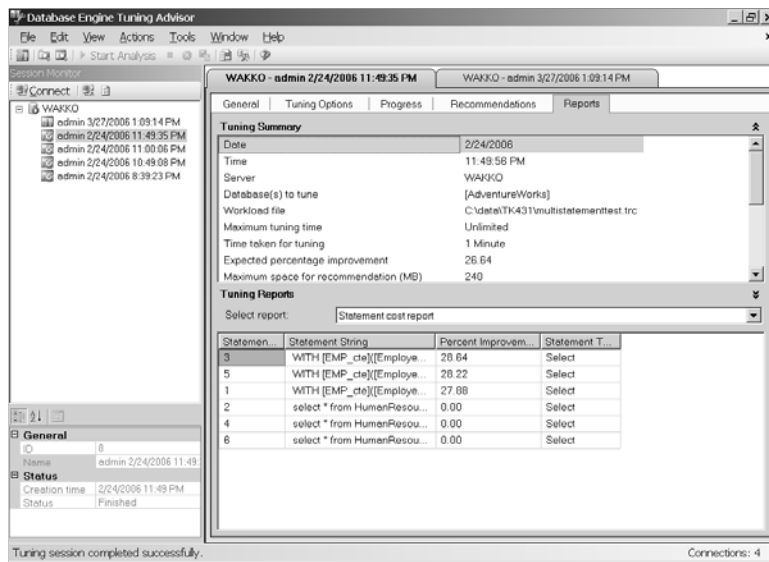 Database Engine Tuning Advisor
File Edit View Actions Tools Window Help
Start Analysis
Session Monitor
Connect
WAKKO
admin 3/27/2006 1:09:14 PM
admin 2/24/2006 11:49:35 PM
admin 2/24/2006 11:00:06 PM
admin 2/24/2006 10:49:08 PM
admin 2/24/2006 8:39:23 PM
General
ID 8
Name admin 2/24/2006 11:49:
Status
Creation time 2/24/2006 11:49 PM
Status Finished
WAKKO - admin 2/24/2006 11:49:35 PM WAKKO - admin 3/27/2006 1:09:14 PM
General Tuning Options Progress Recommendations Reports
Tuning Summary
Date 2/24/2006
Time 11:49:56 PM
Server WAKKO
Database(s) to tune [AdventureWorks]
Workload file C:\data\TK431\multistatementtest.trc
Maximum tuning time Unlimited
Time taken for tuning 1 Minute
Expected percentage improvement 26.64
Maximum space for recommendation (MB) 240
Tuning Reports
Select report: Statement cost report
Statemen... Statement String Percent Improvem... Statement T...
3 WITH [EMP_cte]([Employe... 28.64 Select
5 WITH [EMP_cte]([Employe... 28.22 Select
1 WITH [EMP_cte]([Employe... 27.88 Select
2 select * from HumanResou... 0.00 Select
4 select * from HumanResou... 0.00 Select
6 select * from HumanResou... 0.00 Select
Tuning session completed successfully. Connections: 4